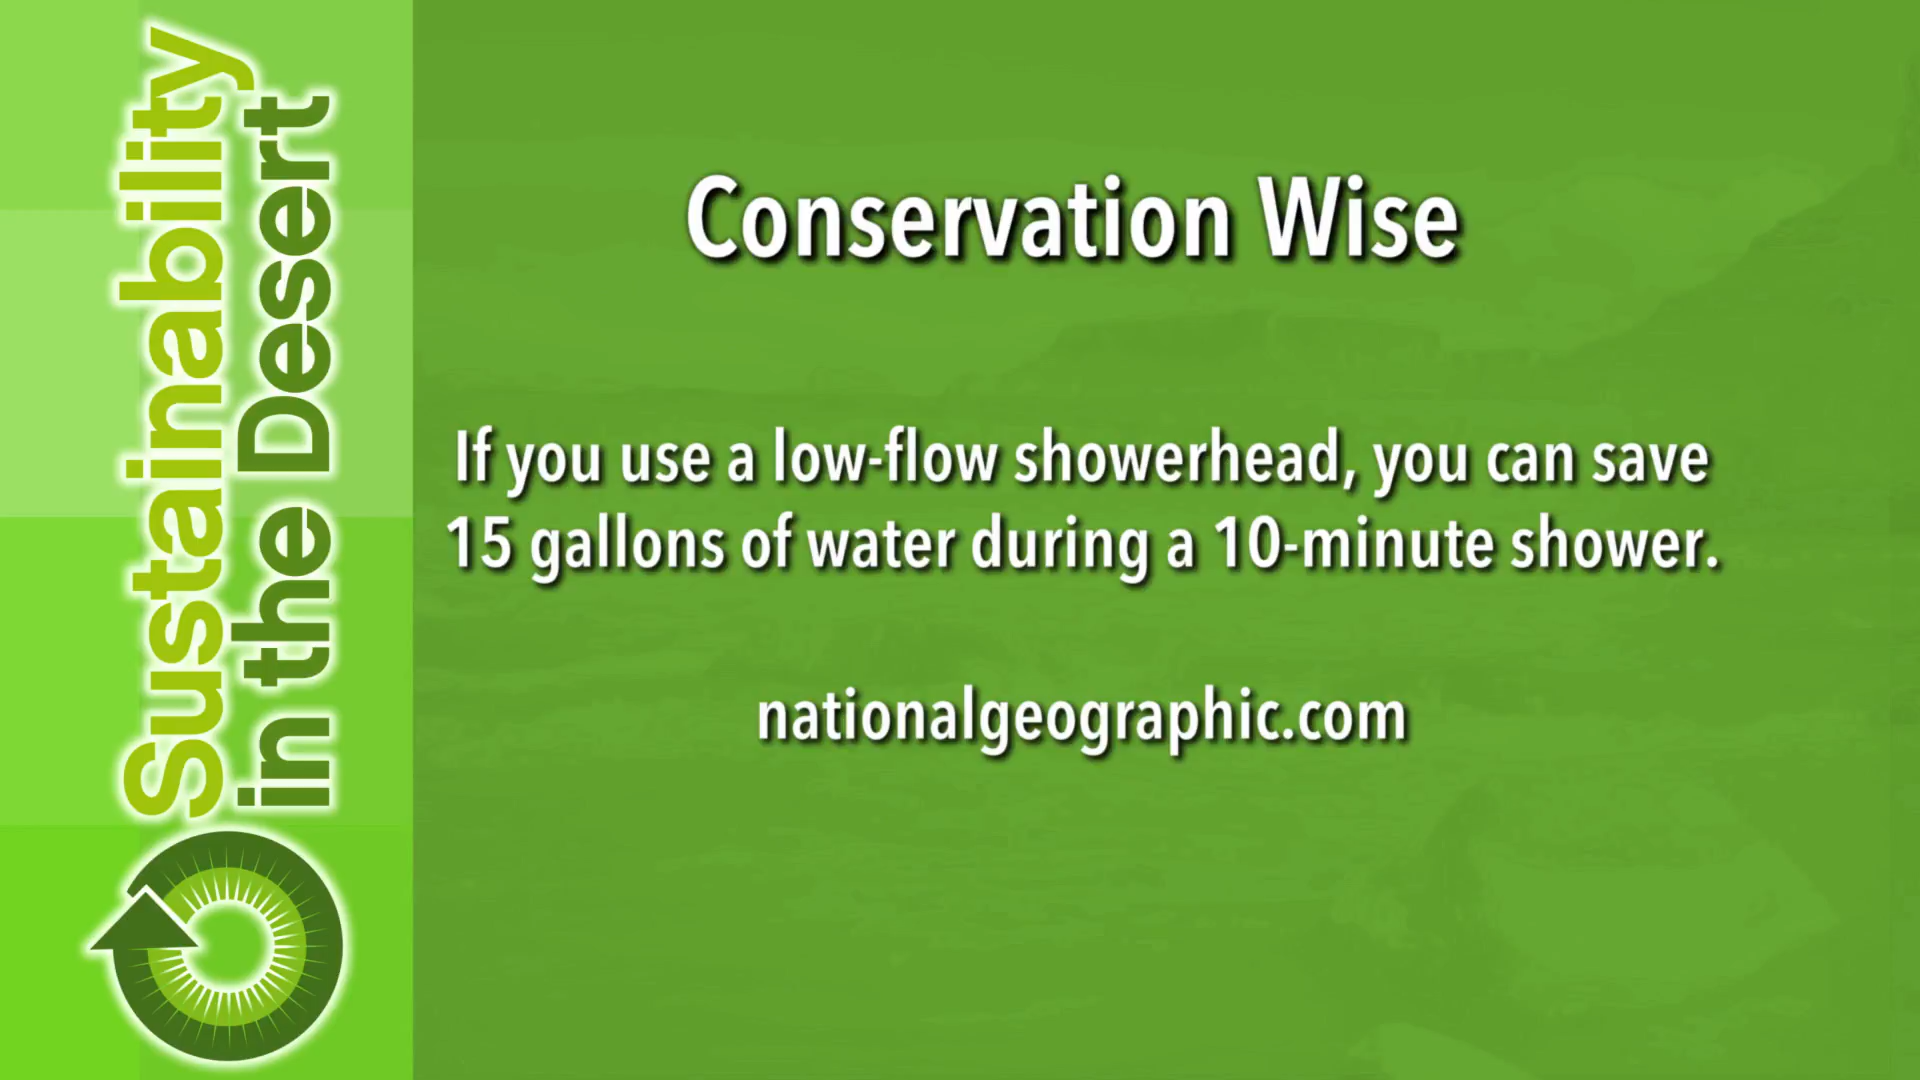 Sustainability
in the Desert
Conservation Wise
If you use a low-flow showerhead, you can save
15 gallons of water during a 10-minute shower.
nationalgeographic.com